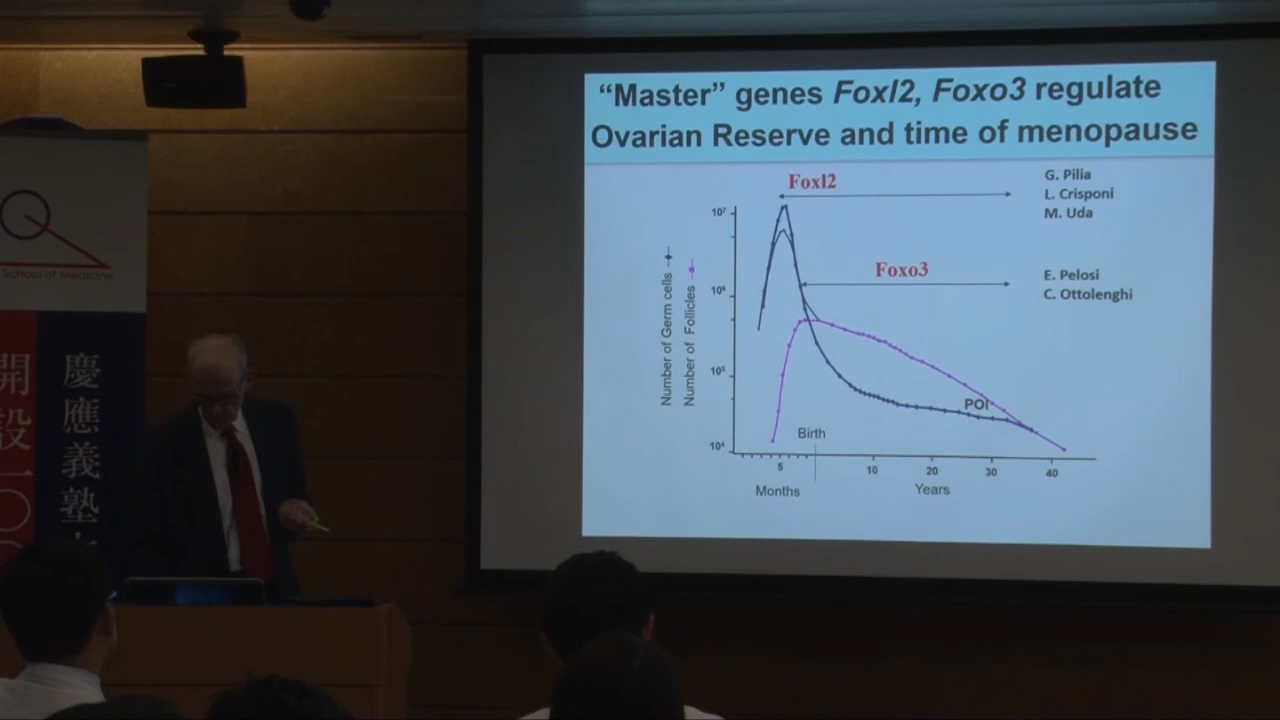 “Master” genes Foxl2, Foxo3 regulate
Ovarian Reserve and time of menopause
Foxl2
G. Pilia
L. Crisponi
M. Uda
Foxo3
E. Pelosi
C. Ottolenghi
Number of Germ cells
Number of Follicles
10⁷
10⁶
10⁵
10⁴
POI
Birth
5
10
20
30
40
Months
Years
School of Medicine
慶應義塾
開設一〇